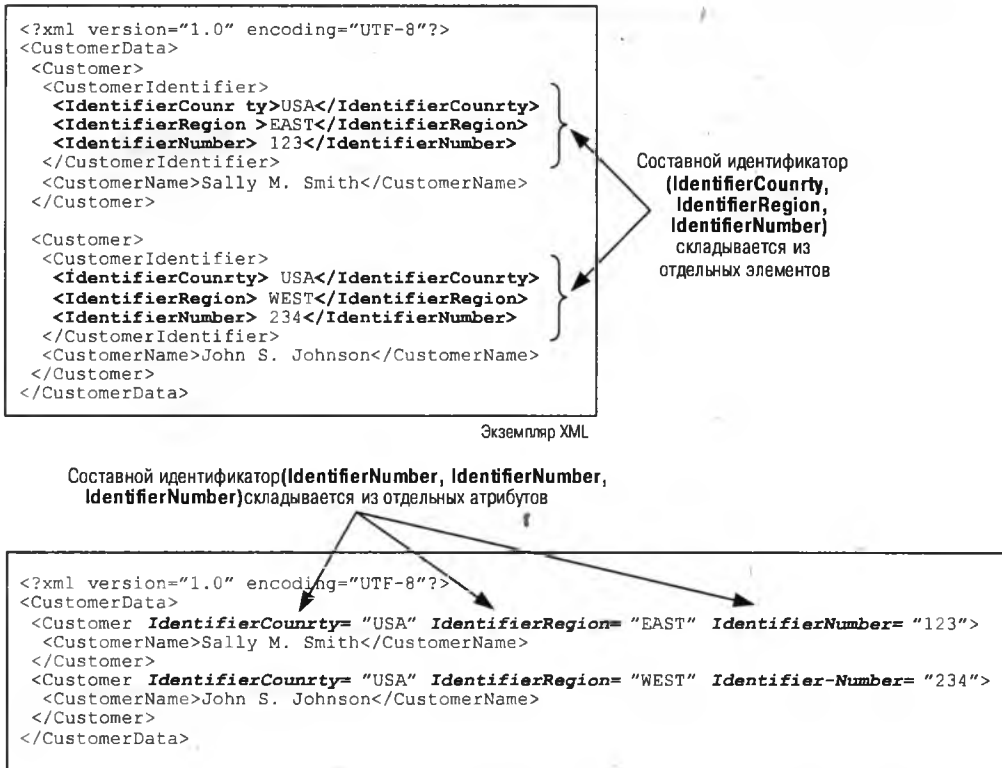 <?xml version="1.0" encoding="UTF-8"?>
<CustomerData>
<Customer>
<CustomerIdentifier>
<IdentifierCounr ty>USA</IdentifierCounrty>
<IdentifierRegion >EAST</IdentifierRegion>
<IdentifierNumber> 123</IdentifierNumber>
</CustomerIdentifier>
<CustomerName>Sally M. Smith</CustomerName>
</Customer>
<Customer>
<CustomerIdentifier>
<IdentifierCounrty> USA</IdentifierCounrty>
<IdentifierRegion> WEST</IdentifierRegion>
<IdentifierNumber> 234</IdentifierNumber>
</CustomerIdentifier>
<CustomerName>John S. Johnson</CustomerName>
</Customer>
</CustomerData>
Составной идентификатор
(IdentifierCounrty,
IdentifierRegion,
IdentifierNumber)
складывается из
отдельных элементов
Экземпляр XML
Составной идентификатор(IdentifierNumber, IdentifierNumber,
IdentifierNumber)складывается из отдельных атрибутов
<?xml version="1.0" encoding="UTF-8"?>
<CustomerData>
<Customer IdentifierCounrty= "USA" IdentifierRegion= "EAST" IdentifierNumber= "123">
<CustomerName>Sally M. Smith</CustomerName>
</Customer>
<Customer IdentifierCounrty= "USA" IdentifierRegion= "WEST" Identifier-Number= "234">
<CustomerName>John S. Johnson</CustomerName>
</Customer>
</CustomerData>